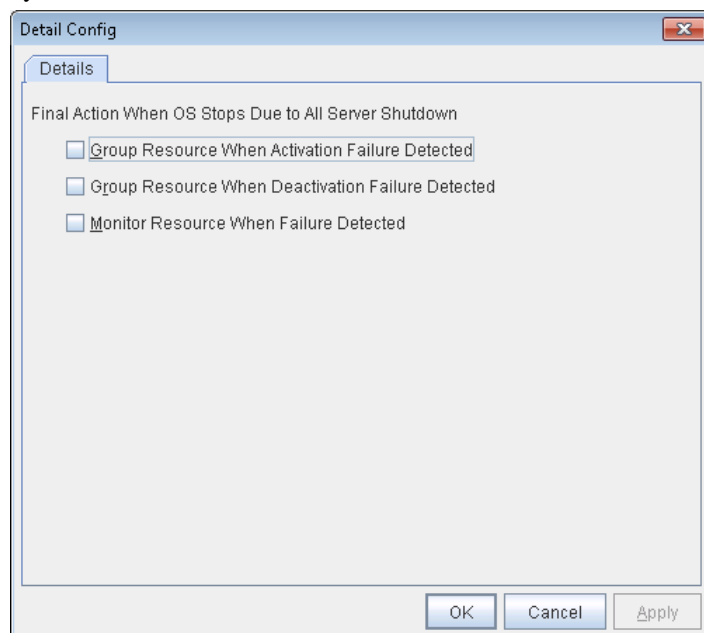 Detail Config
Details
Final Action When OS Stops Due to All Server Shutdown
Group Resource When Activation Failure Detected
Group Resource When Deactivation Failure Detected
Monitor Resource When Failure Detected
OK Cancel Apply